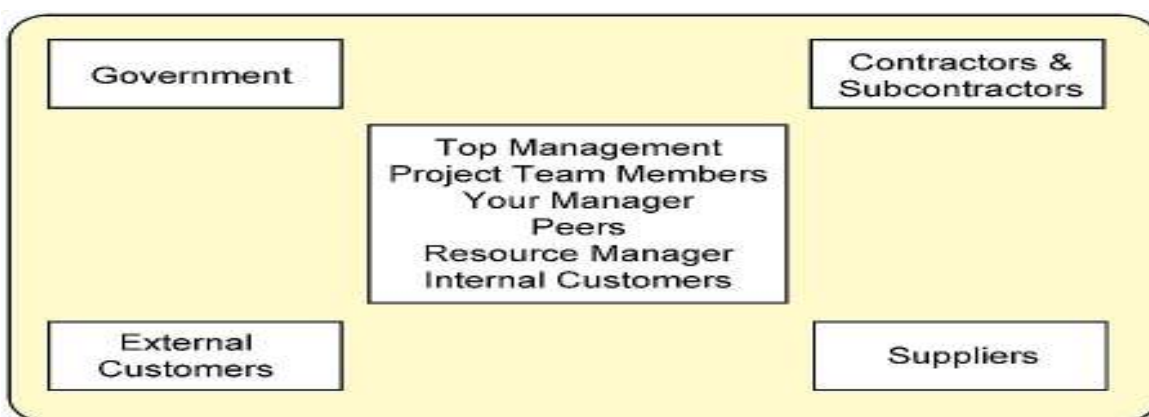 Government
Contractors &
Subcontractors
Top Management
Project Team Members
Your Manager
Peers
Resource Manager
Internal Customers
External
Customers
Suppliers